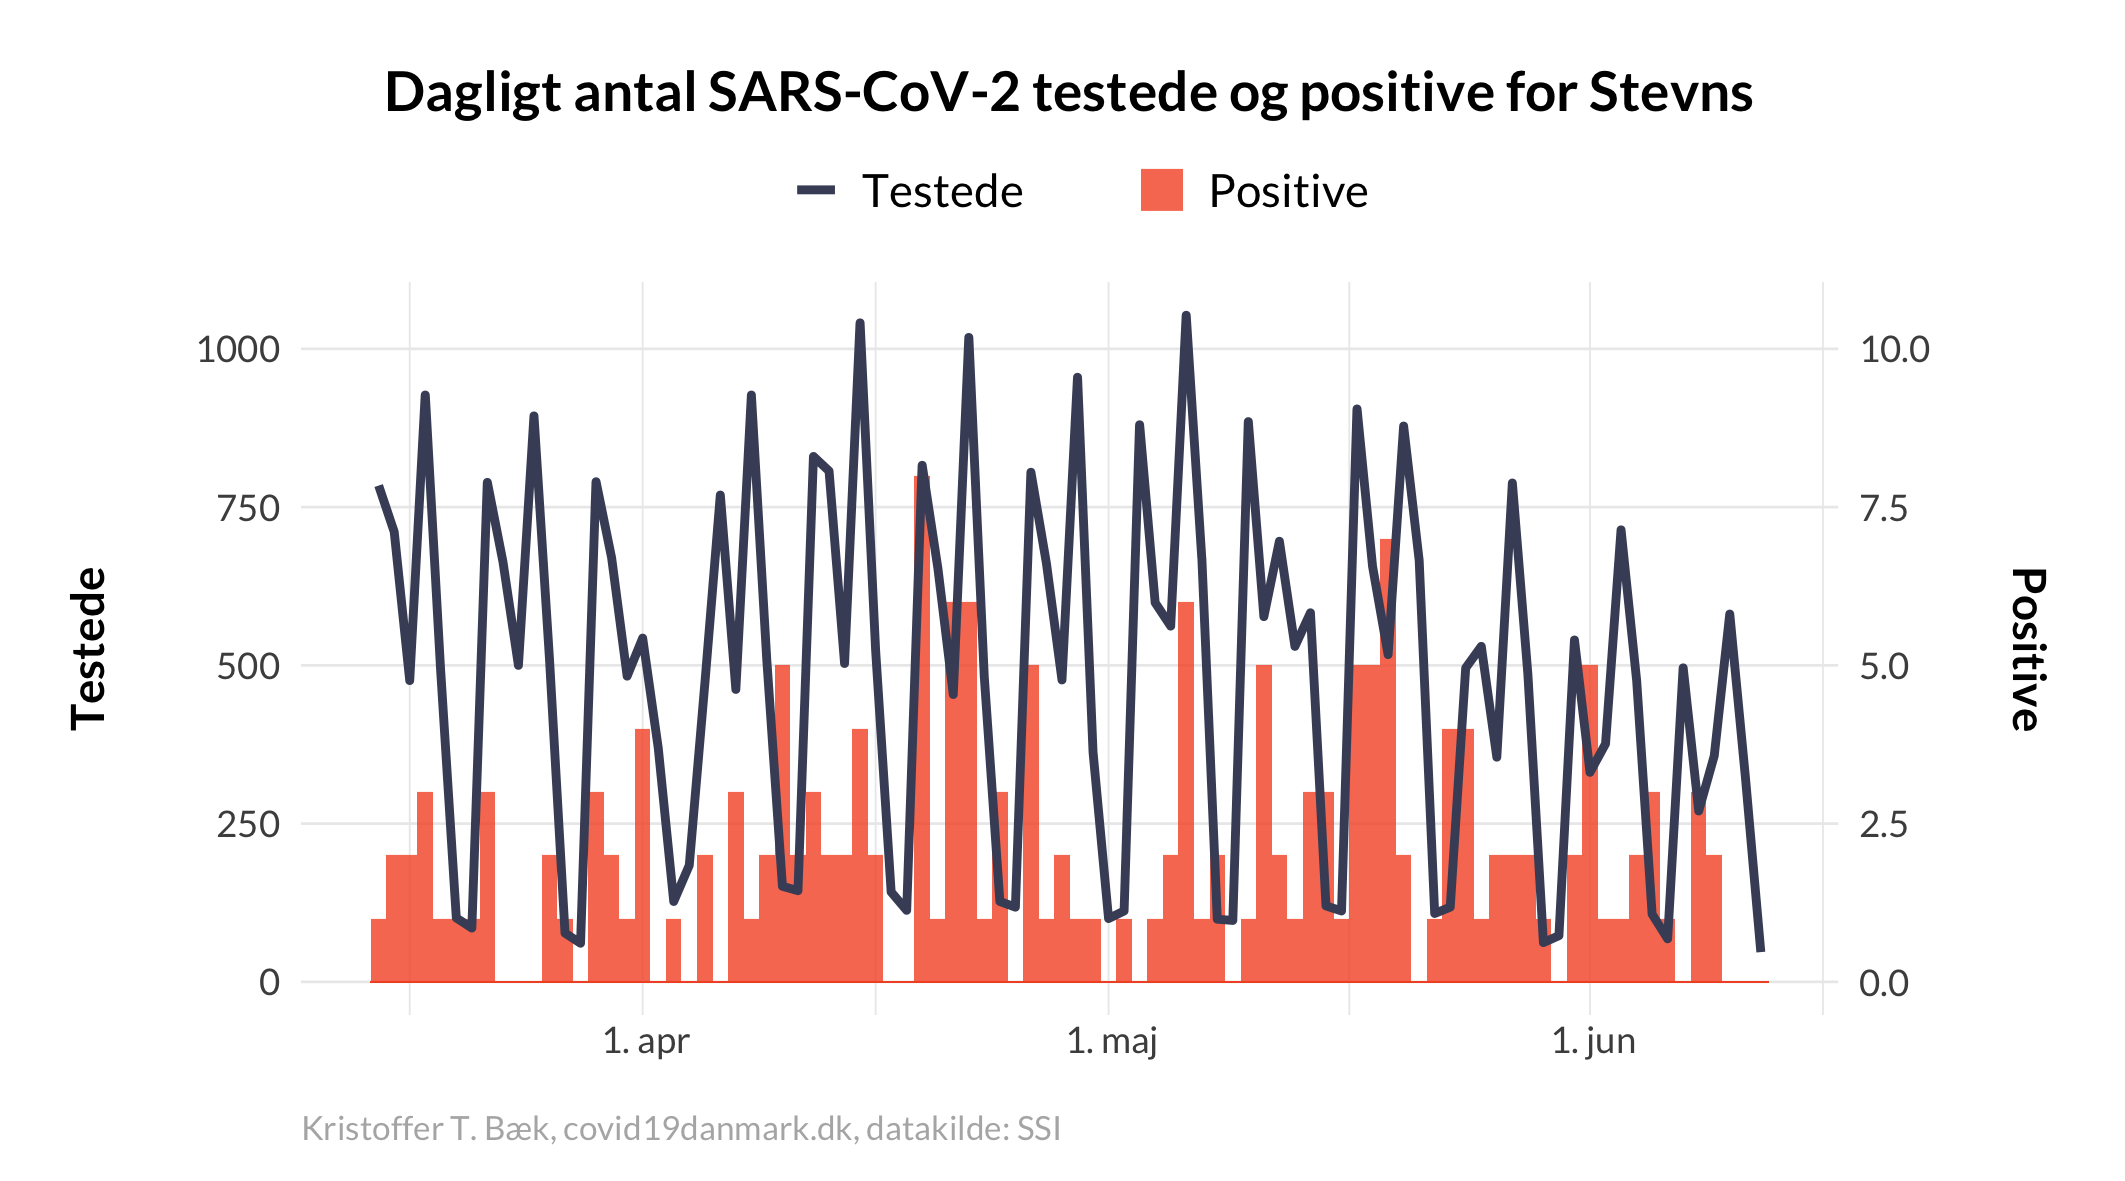 Dagligt antal SARS-CoV-2 testede og positive for Stevns
Testede Positive
1000 10.0
750 7.5
500 5.0
250 2.5
0 0.0
Testede
Positive
1. apr 1. maj 1. jun
Kristoffer T. Bæk, covid19danmark.dk, datakilde: SSI